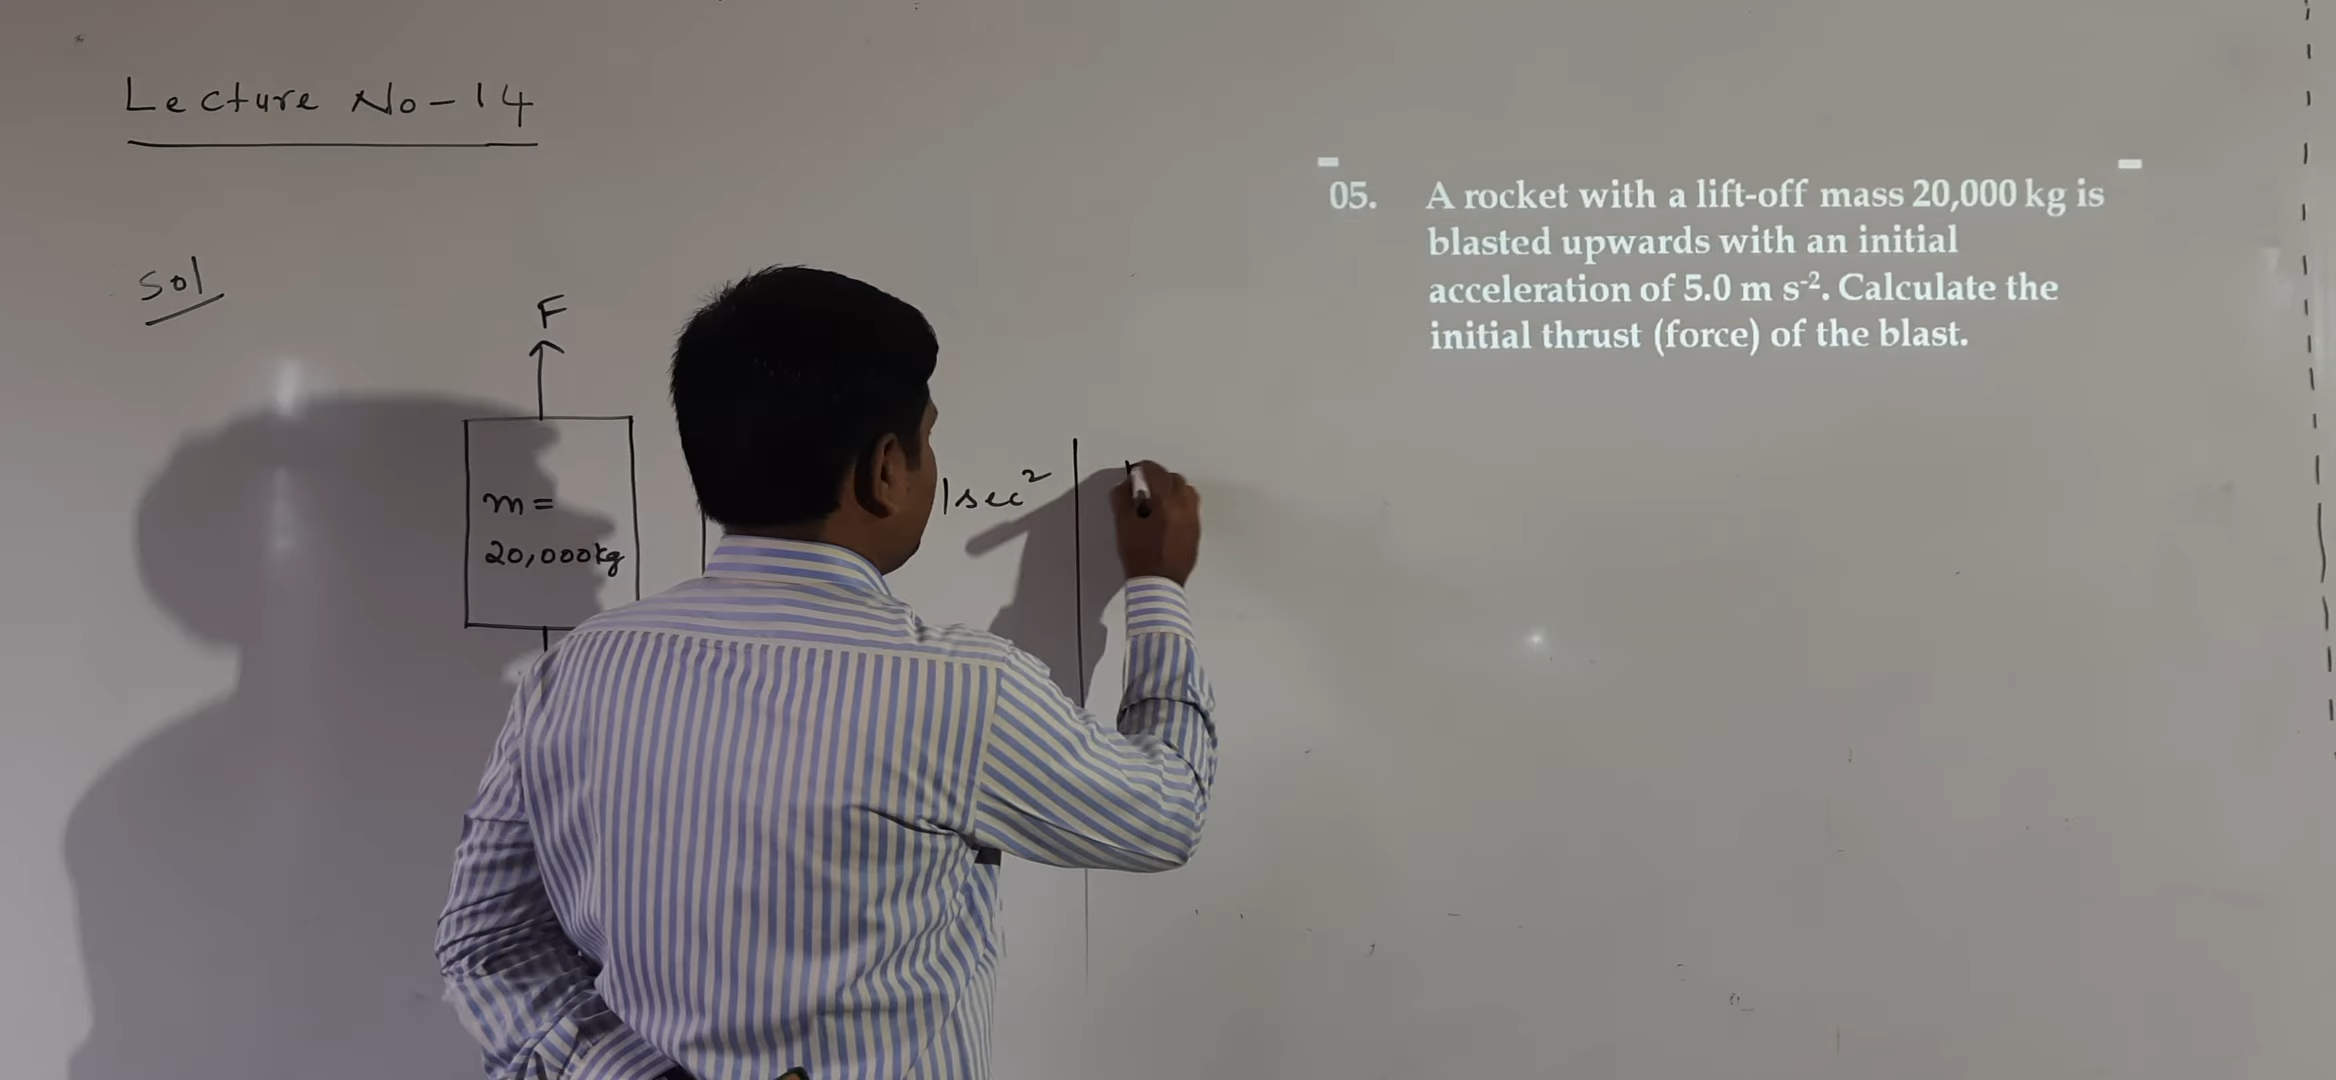 Lecture No-14
Sol
F
m =
20,000kg
/sec²
05. A rocket with a lift-off mass 20,000 kg is
blasted upwards with an initial
acceleration of 5.0 m s⁻². Calculate the
initial thrust (force) of the blast.